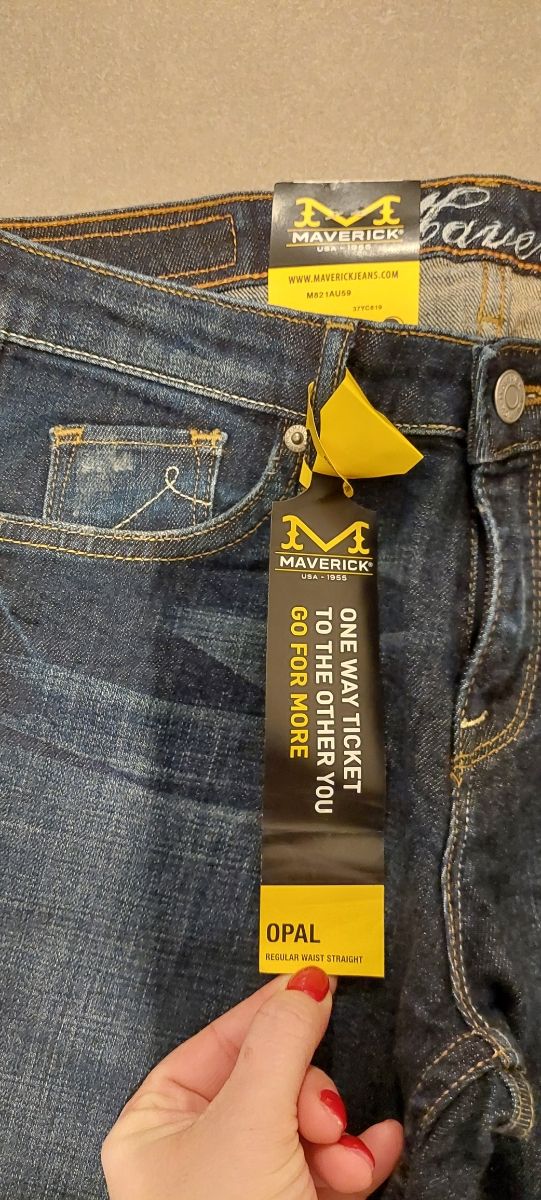 MAVERICK®
USA - 1955
WWW.MAVERICKJEANS.COM
M821AU59
37YC619
MAVERICK®
USA - 1955
ONE WAY TICKET
TO THE OTHER YOU
GO FOR MORE
OPAL
REGULAR WAIST STRAIGHT